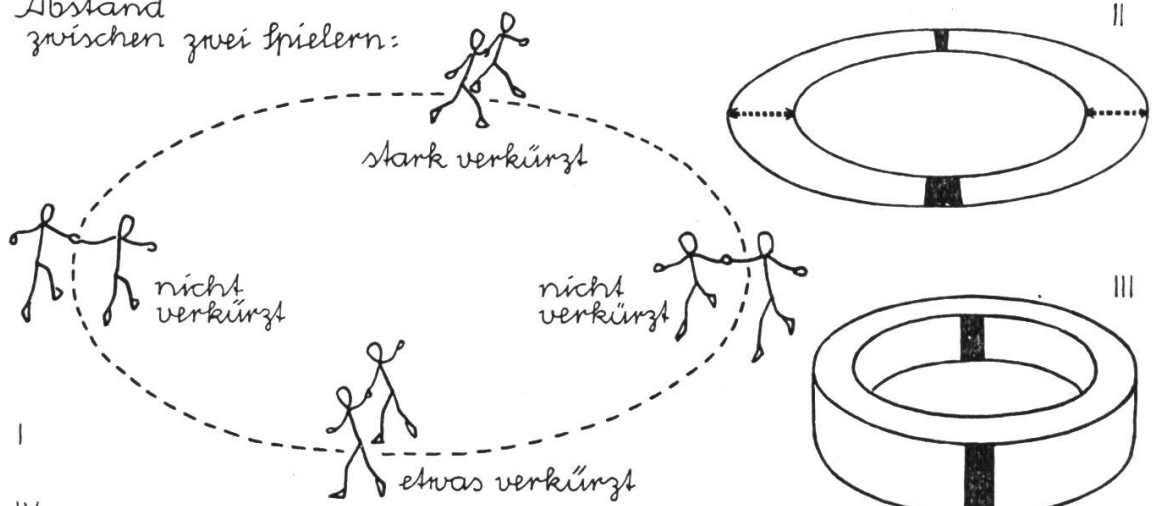 Abstand
zwischen zwei Spielern:
II
stark verkürzt
nicht
verkürzt
nicht
verkürzt
III
I
etwas verkürzt
IV